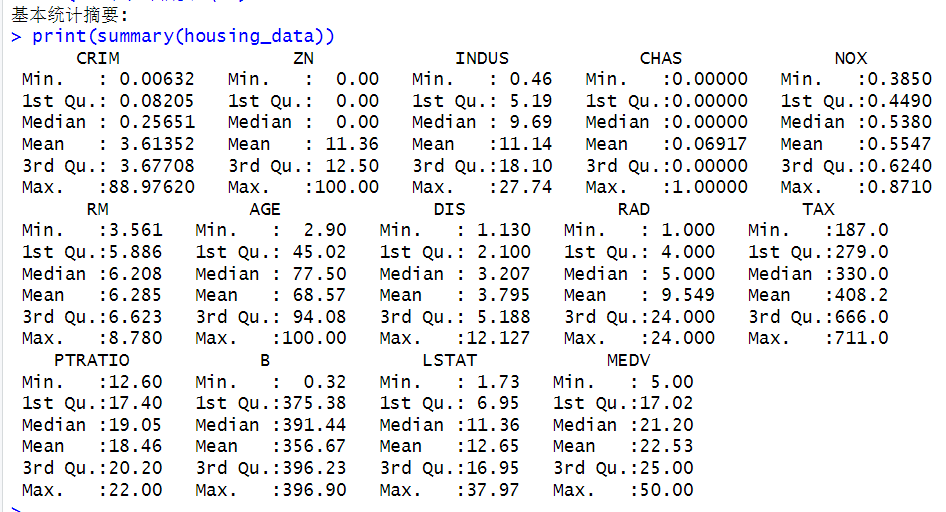 基本统计摘要:
> print(summary(housing_data))
CRIM ZN INDUS CHAS NOX
Min. : 0.00632 Min. : 0.00 Min. : 0.46 Min. :0.00000 Min. :0.3850
1st Qu.: 0.08205 1st Qu.: 0.00 1st Qu.: 5.19 1st Qu.:0.00000 1st Qu.:0.4490
Median : 0.25651 Median : 0.00 Median : 9.69 Median :0.00000 Median :0.5380
Mean : 3.61352 Mean : 11.36 Mean :11.14 Mean :0.06917 Mean :0.5547
3rd Qu.: 3.67708 3rd Qu.: 12.50 3rd Qu.:18.10 3rd Qu.:0.00000 3rd Qu.:0.6240
Max. :88.97620 Max. :100.00 Max. :27.74 Max. :1.00000 Max. :0.8710
RM AGE DIS RAD TAX
Min. :3.561 Min. : 2.90 Min. : 1.130 Min. : 1.000 Min. :187.0
1st Qu.:5.886 1st Qu.: 45.02 1st Qu.: 2.100 1st Qu.: 4.000 1st Qu.:279.0
Median :6.208 Median : 77.50 Median : 3.207 Median : 5.000 Median :330.0
Mean :6.285 Mean : 68.57 Mean : 3.795 Mean : 9.549 Mean :408.2
3rd Qu.:6.623 3rd Qu.: 94.08 3rd Qu.: 5.188 3rd Qu.:24.000 3rd Qu.:666.0
Max. :8.780 Max. :100.00 Max. :12.127 Max. :24.000 Max. :711.0
PTRATIO B LSTAT MEDV
Min. :12.60 Min. : 0.32 Min. : 1.73 Min. : 5.00
1st Qu.:17.40 1st Qu.:375.38 1st Qu.: 6.95 1st Qu.:17.02
Median :19.05 Median :391.44 Median :11.36 Median :21.20
Mean :18.46 Mean :356.67 Mean :12.65 Mean :22.53
3rd Qu.:20.20 3rd Qu.:396.23 3rd Qu.:16.95 3rd Qu.:25.00
Max. :22.00 Max. :396.90 Max. :37.97 Max. :50.00